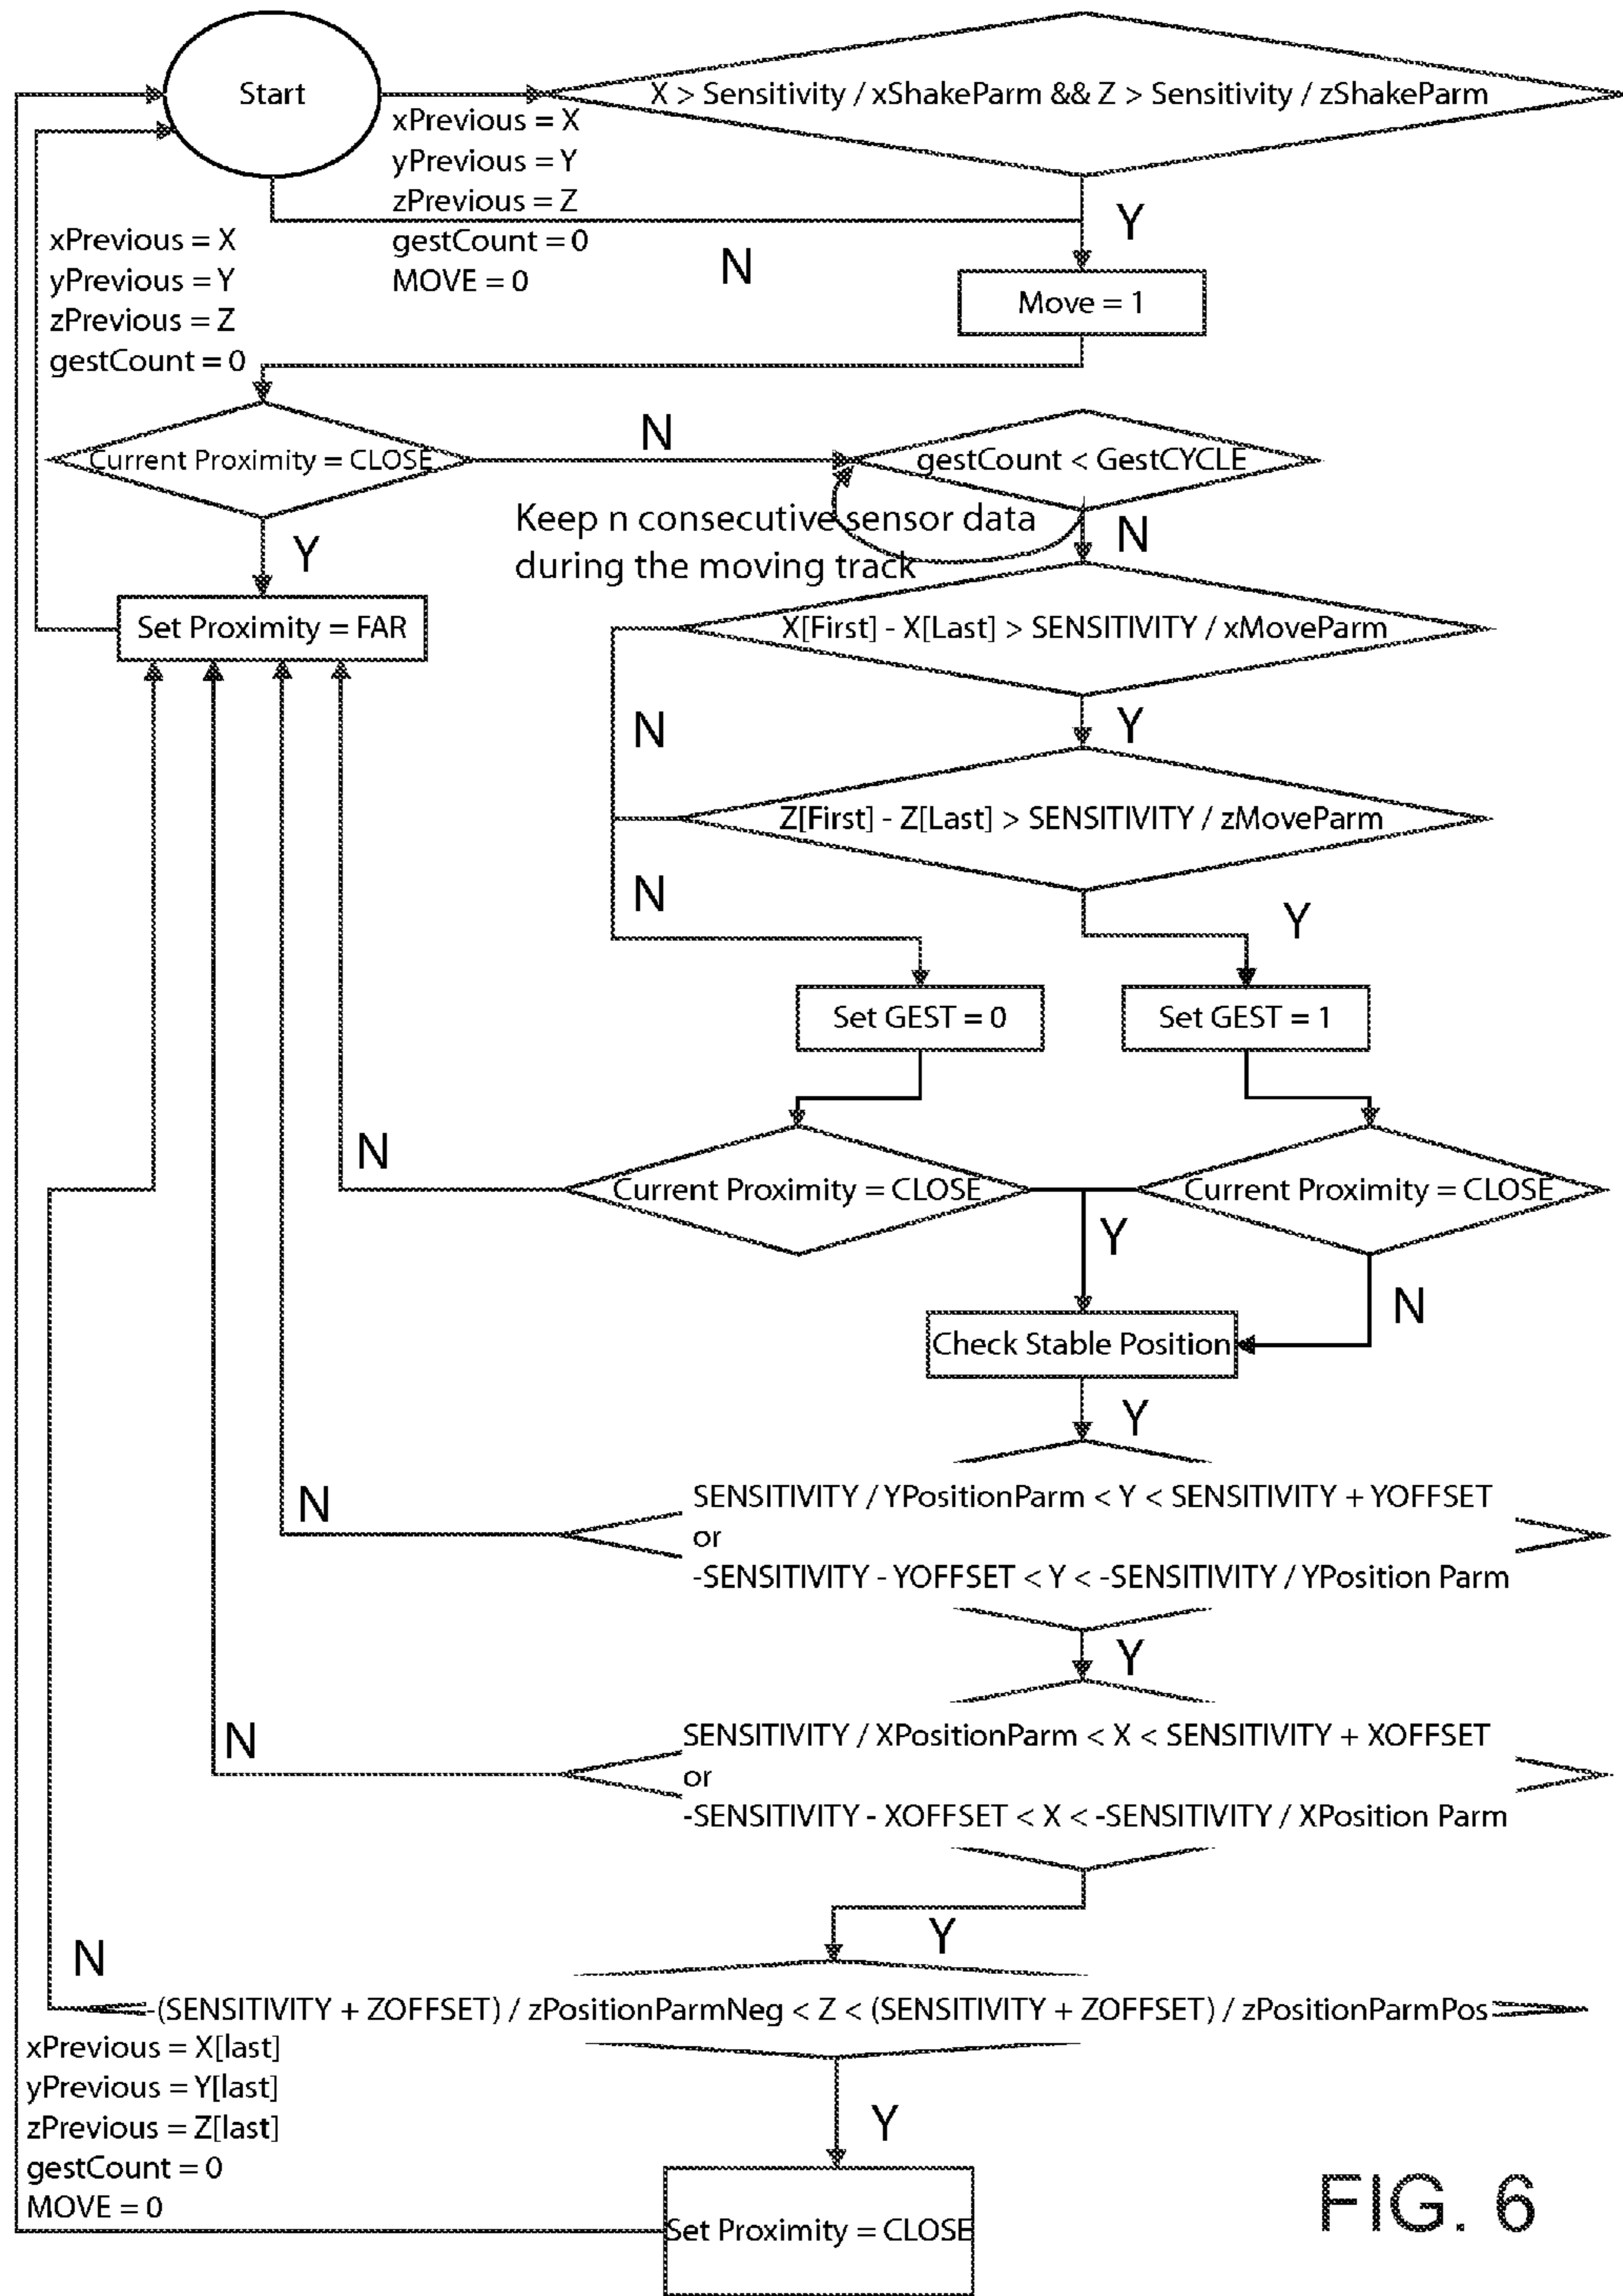 Start
X > Sensitivity / xShakeParm && Z > Sensitivity / zShakeParm
xPrevious = X
yPrevious = Y
zPrevious = Z
gestCount = 0
MOVE = 0
N
Y
xPrevious = X
yPrevious = Y
zPrevious = Z
gestCount = 0
Move = 1
Current Proximity = CLOSE
N
gestCount < GestCYCLE
Keep n consecutive sensor data
during the moving track
N
Y
Set Proximity = FAR
X[First] - X[Last] > SENSITIVITY / xMoveParm
N
Y
Z[First] - Z[Last] > SENSITIVITY / zMoveParm
N
Y
Set GEST = 0
Set GEST = 1
N
Current Proximity = CLOSE
Current Proximity = CLOSE
Y
N
Check Stable Position
Y
N
SENSITIVITY / YPositionParm < Y < SENSITIVITY + YOFFSET
or
-SENSITIVITY - YOFFSET < Y < -SENSITIVITY / YPosition Parm
Y
N
SENSITIVITY / XPositionParm < X < SENSITIVITY + XOFFSET
or
-SENSITIVITY - XOFFSET < X < -SENSITIVITY / XPosition Parm
Y
N
-(SENSITIVITY + ZOFFSET) / zPositionParmNeg < Z < (SENSITIVITY + ZOFFSET) / zPositionParmPos
xPrevious = X[last]
yPrevious = Y[last]
zPrevious = Z[last]
gestCount = 0
MOVE = 0
Y
Set Proximity = CLOSE
FIG. 6